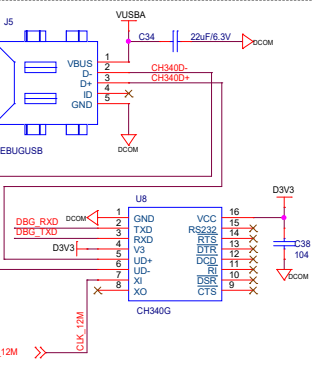 VUSBA
J5
C34 22uF/6.3V DCOM
VBUS 1
D- 2 CH340D-
D+ 3 CH340D+
ID 4
GND 5
DCOM
EBUGUSB
U8
D3V3
DCOM 1 GND VCC 16
DBG_RXD 2 TXD RS232 15
DBG_TXD 3 RXD RTS 14
D3V3 4 V3 DTR 13
5 UD+ DCD 12
6 UD- RI 11
7 XI DSR 10
8 XO CTS 9
C38
104
DCOM
CH340G
CLK_12M
12M